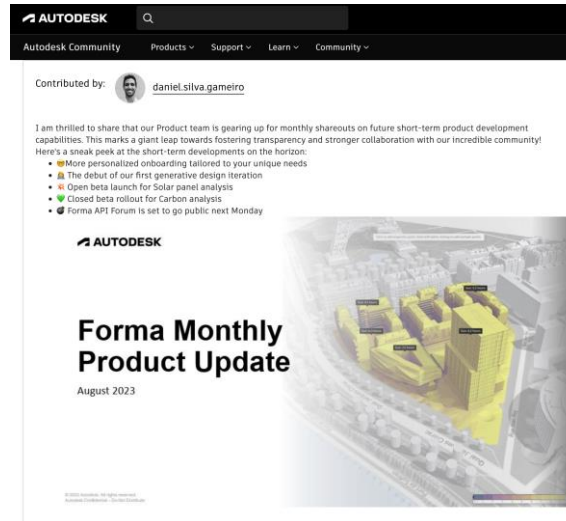 AUTODESK
Autodesk Community Products Support Learn Community
Contributed by: daniel.silva.gameiro
I am thrilled to share that our Product team is gearing up for monthly shareouts on future short-term product development
capabilities. This marks a giant leap towards fostering transparency and stronger collaboration with our incredible community!
Here's a sneak peek at the short-term developments on the horizon:
• 🤓More personalized onboarding tailored to your unique needs
• The debut of our first generative design iteration
• Open beta launch for Solar panel analysis
• 💚 Closed beta rollout for Carbon analysis
• Forma API Forum is set to go public next Monday
AUTODESK
Forma Monthly
Product Update
August 2023